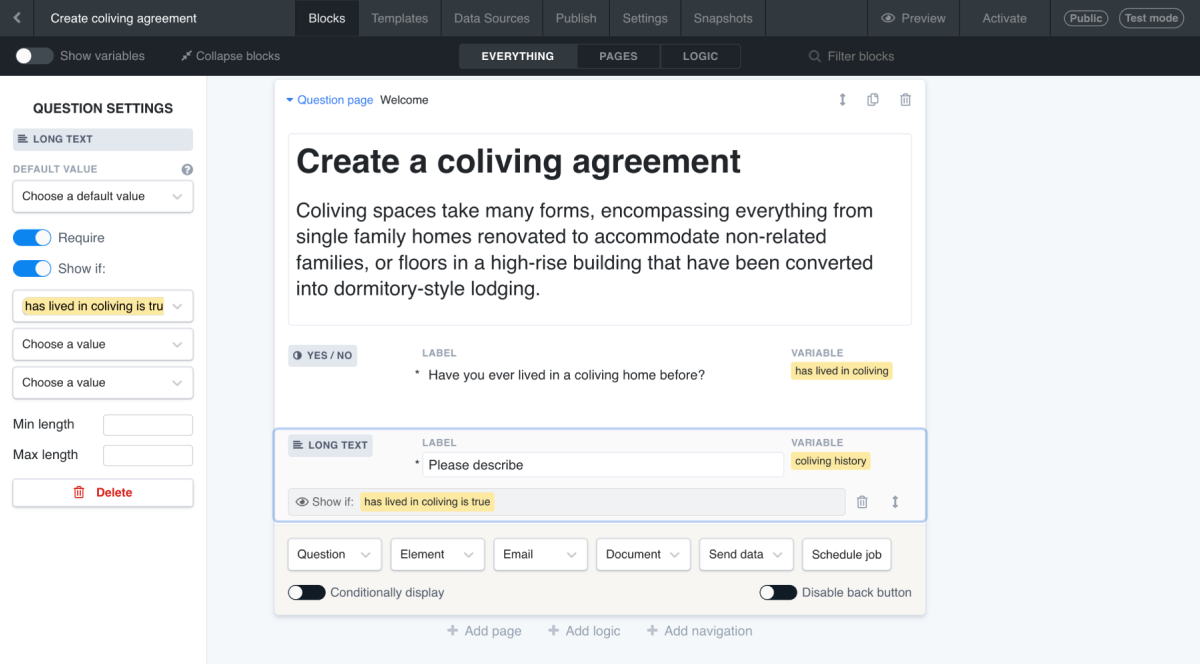 Create coliving agreement
Blocks
Templates
Data Sources
Publish
Settings
Snapshots
Preview
Activate
Public
Test mode
Show variables
Collapse blocks
EVERYTHING
PAGES
LOGIC
Filter blocks
QUESTION SETTINGS
LONG TEXT
DEFAULT VALUE
?
Choose a default value
Require
Show if:
has lived in coliving is tru
Choose a value
Choose a value
Min length
Max length
Delete
Question page Welcome
Create a coliving agreement
Coliving spaces take many forms, encompassing everything from
single family homes renovated to accommodate non-related
families, or floors in a high-rise building that have been converted
into dormitory-style lodging.
YES / NO
LABEL
* Have you ever lived in a coliving home before?
VARIABLE
has lived in coliving
LONG TEXT
LABEL
* Please describe
VARIABLE
coliving history
Show if: has lived in coliving is true
Question
Element
Email
Document
Send data
Schedule job
Conditionally display
Disable back button
+ Add page
+ Add logic
+ Add navigation